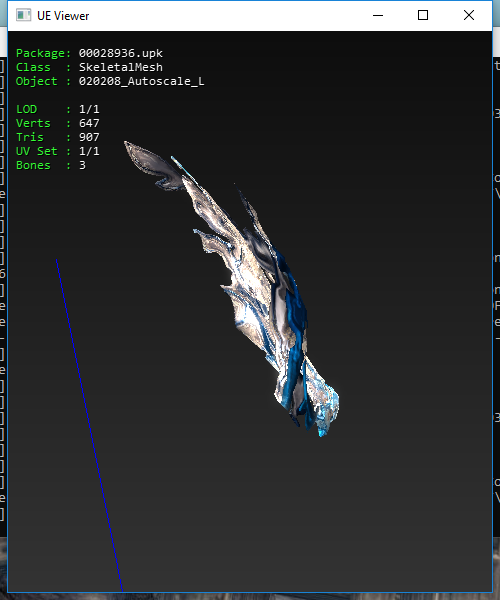 UE Viewer
Package: 00028936.upk
Class : SkeletalMesh
Object : 020208_Autoscale_L
LOD : 1/1
Verts : 647
Tris : 907
UV Set : 1/1
Bones : 3